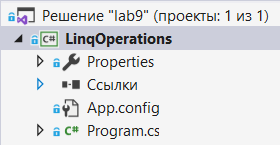 Решение "lab9" (проекты: 1 из 1)
C# LinqOperations
Properties
Ссылки
App.config
C# Program.cs